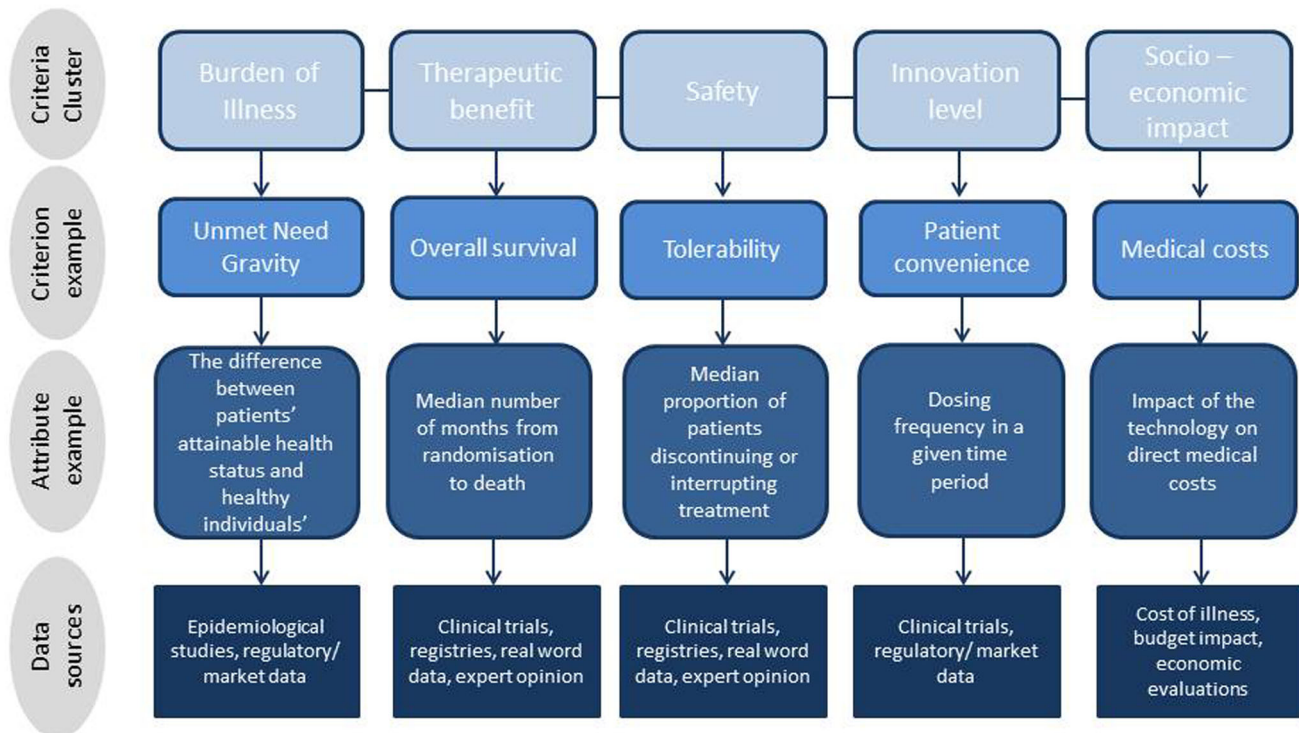 Criteria
Cluster
Burden of
Illness
Therapeutic
benefit
Safety
Innovation
level
Socio –
economic
impact
Criterion
example
Unmet Need
Gravity
Overall survival
Tolerability
Patient
convenience
Medical costs
Attribute
example
The difference
between
patients'
attainable health
status and
healthy
individuals'
Median number
of months from
randomisation
to death
Median
proportion of
patients
discontinuing or
interrupting
treatment
Dosing
frequency in a
given time
period
Impact of the
technology on
direct medical
costs
Data
sources
Epidemiological
studies, regulatory/
market data
Clinical trials,
registries, real word
data, expert opinion
Clinical trials,
registries, real word
data, expert opinion
Clinical trials,
regulatory/ market
data
Cost of illness,
budget impact,
economic
evaluations